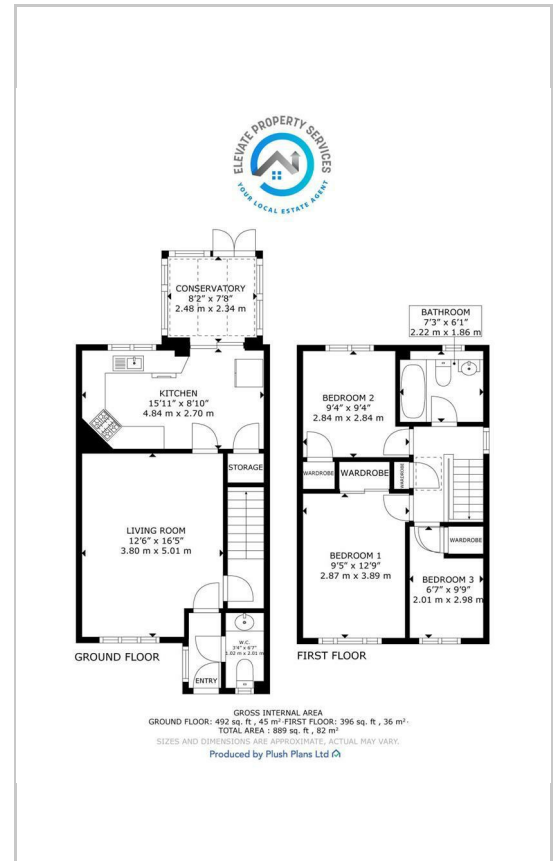 ELEVATE PROPERTY SERVICES
YOUR LOCAL ESTATE AGENT
CONSERVATORY
8'2" x 7'8"
2.48 m x 2.34 m
KITCHEN
15'11" x 8'10"
4.84 m x 2.70 m
STORAGE
LIVING ROOM
12'6" x 16'5"
3.80 m x 5.01 m
W.C.
3'4" x 6'7"
1.02 m x 2.01 m
ENTRY
GROUND FLOOR
BATHROOM
7'3" x 6'1"
2.22 m x 1.86 m
BEDROOM 2
9'4" x 9'4"
2.84 m x 2.84 m
WARDROBE
WARDROBE
WARDROBE
BEDROOM 1
9'5" x 12'9"
2.87 m x 3.89 m
WARDROBE
BEDROOM 3
6'7" x 9'9"
2.01 m x 2.98 m
FIRST FLOOR
GROSS INTERNAL AREA
GROUND FLOOR: 492 sq. ft , 45 m² FIRST FLOOR: 396 sq. ft , 36 m²
TOTAL AREA : 889 sq. ft , 82 m²
SIZES AND DIMENSIONS ARE APPROXIMATE, ACTUAL MAY VARY.
Produced by Plush Plans Ltd